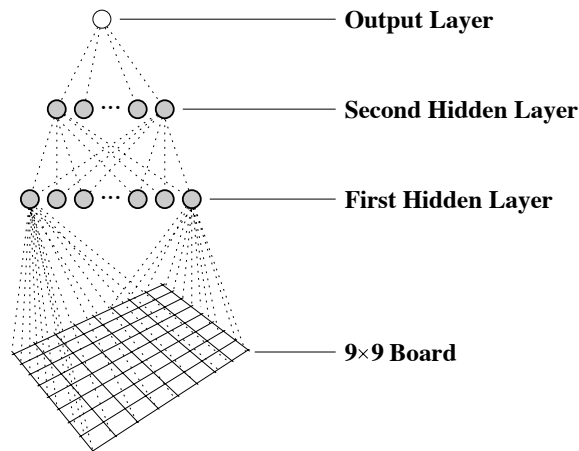 Output Layer
Second Hidden Layer
First Hidden Layer
9×9 Board